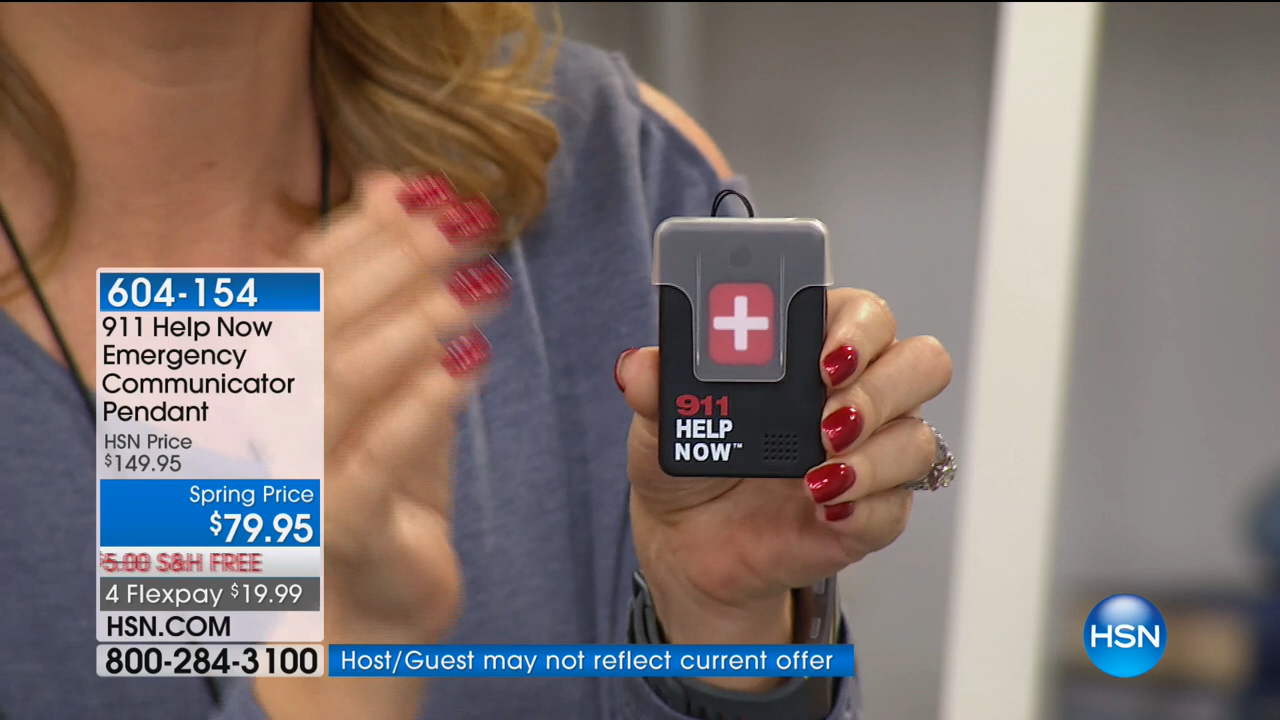 604-154
911 Help Now
Emergency
Communicator
Pendant
HSN Price
$149.95
Spring Price
$79.95
$5.00 S&H FREE
4 Flexpay $19.99
HSN.COM
800-284-3100
Host/Guest may not reflect current offer
911
HELP
NOW™
HSN